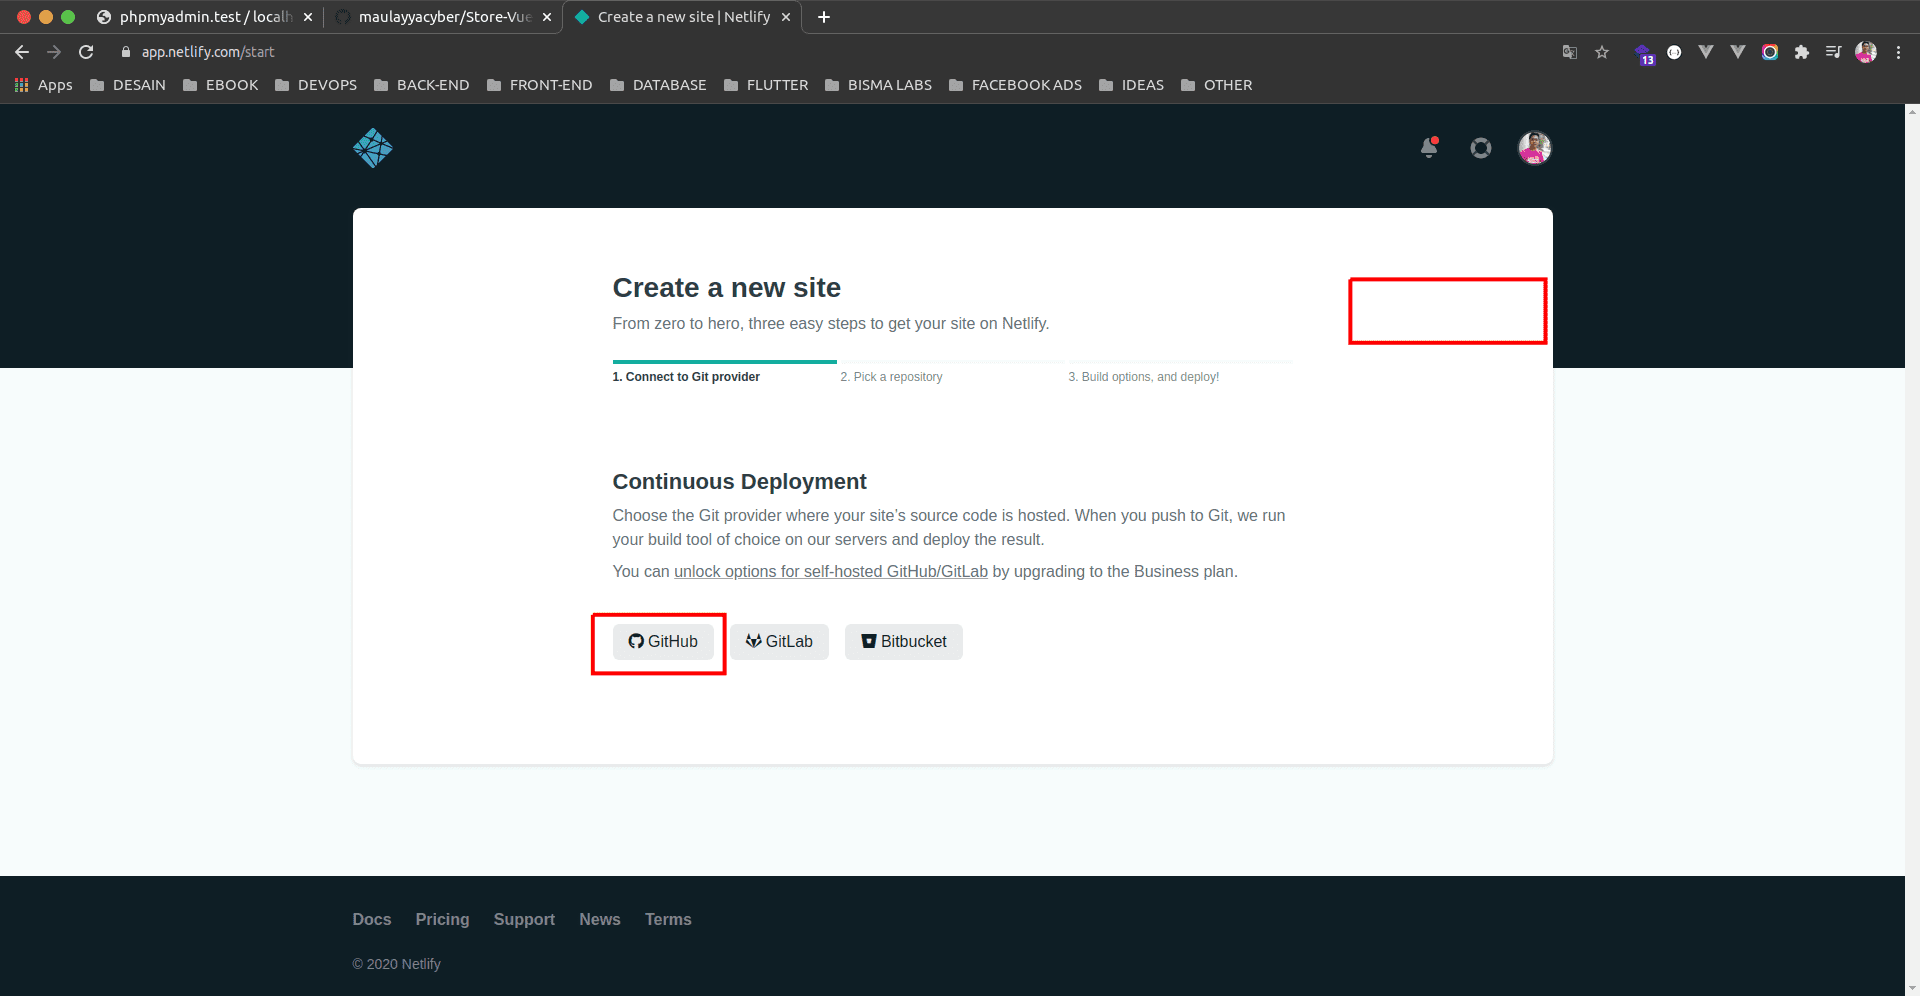 phpmyadmin.test / localh
maulayyacyber/Store-Vue
Create a new site | Netlify
app.netlify.com/start
13
Apps
DESAIN
EBOOK
DEVOPS
BACK-END
FRONT-END
DATABASE
FLUTTER
BISMA LABS
FACEBOOK ADS
IDEAS
OTHER
Create a new site
From zero to hero, three easy steps to get your site on Netlify.
1. Connect to Git provider
2. Pick a repository
3. Build options, and deploy!
Continuous Deployment
Choose the Git provider where your site’s source code is hosted. When you push to Git, we run
your build tool of choice on our servers and deploy the result.
You can unlock options for self-hosted GitHub/GitLab by upgrading to the Business plan.
GitHub
GitLab
Bitbucket
Docs
Pricing
Support
News
Terms
© 2020 Netlify